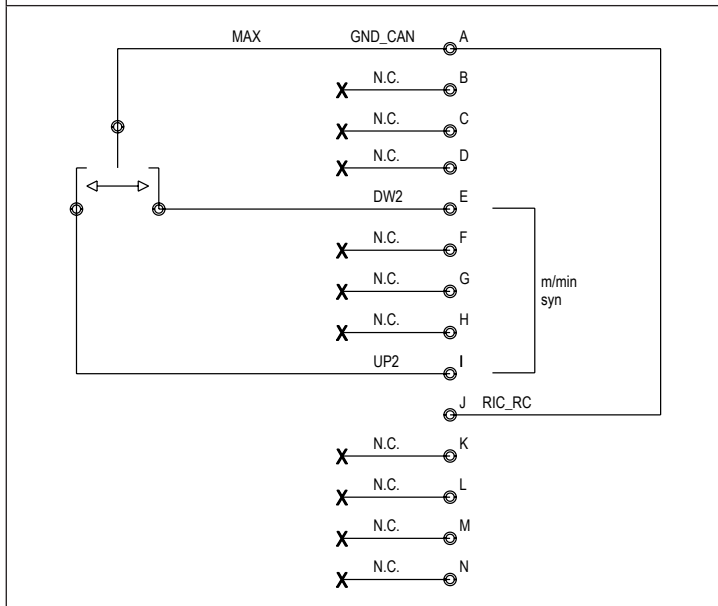 MAX GND_CAN A
N.C. B
N.C. C
N.C. D
DW2 E
N.C. F
N.C. G
m/min
syn
N.C. H
UP2 I
J RIC_RC
N.C. K
N.C. L
N.C. M
N.C. N